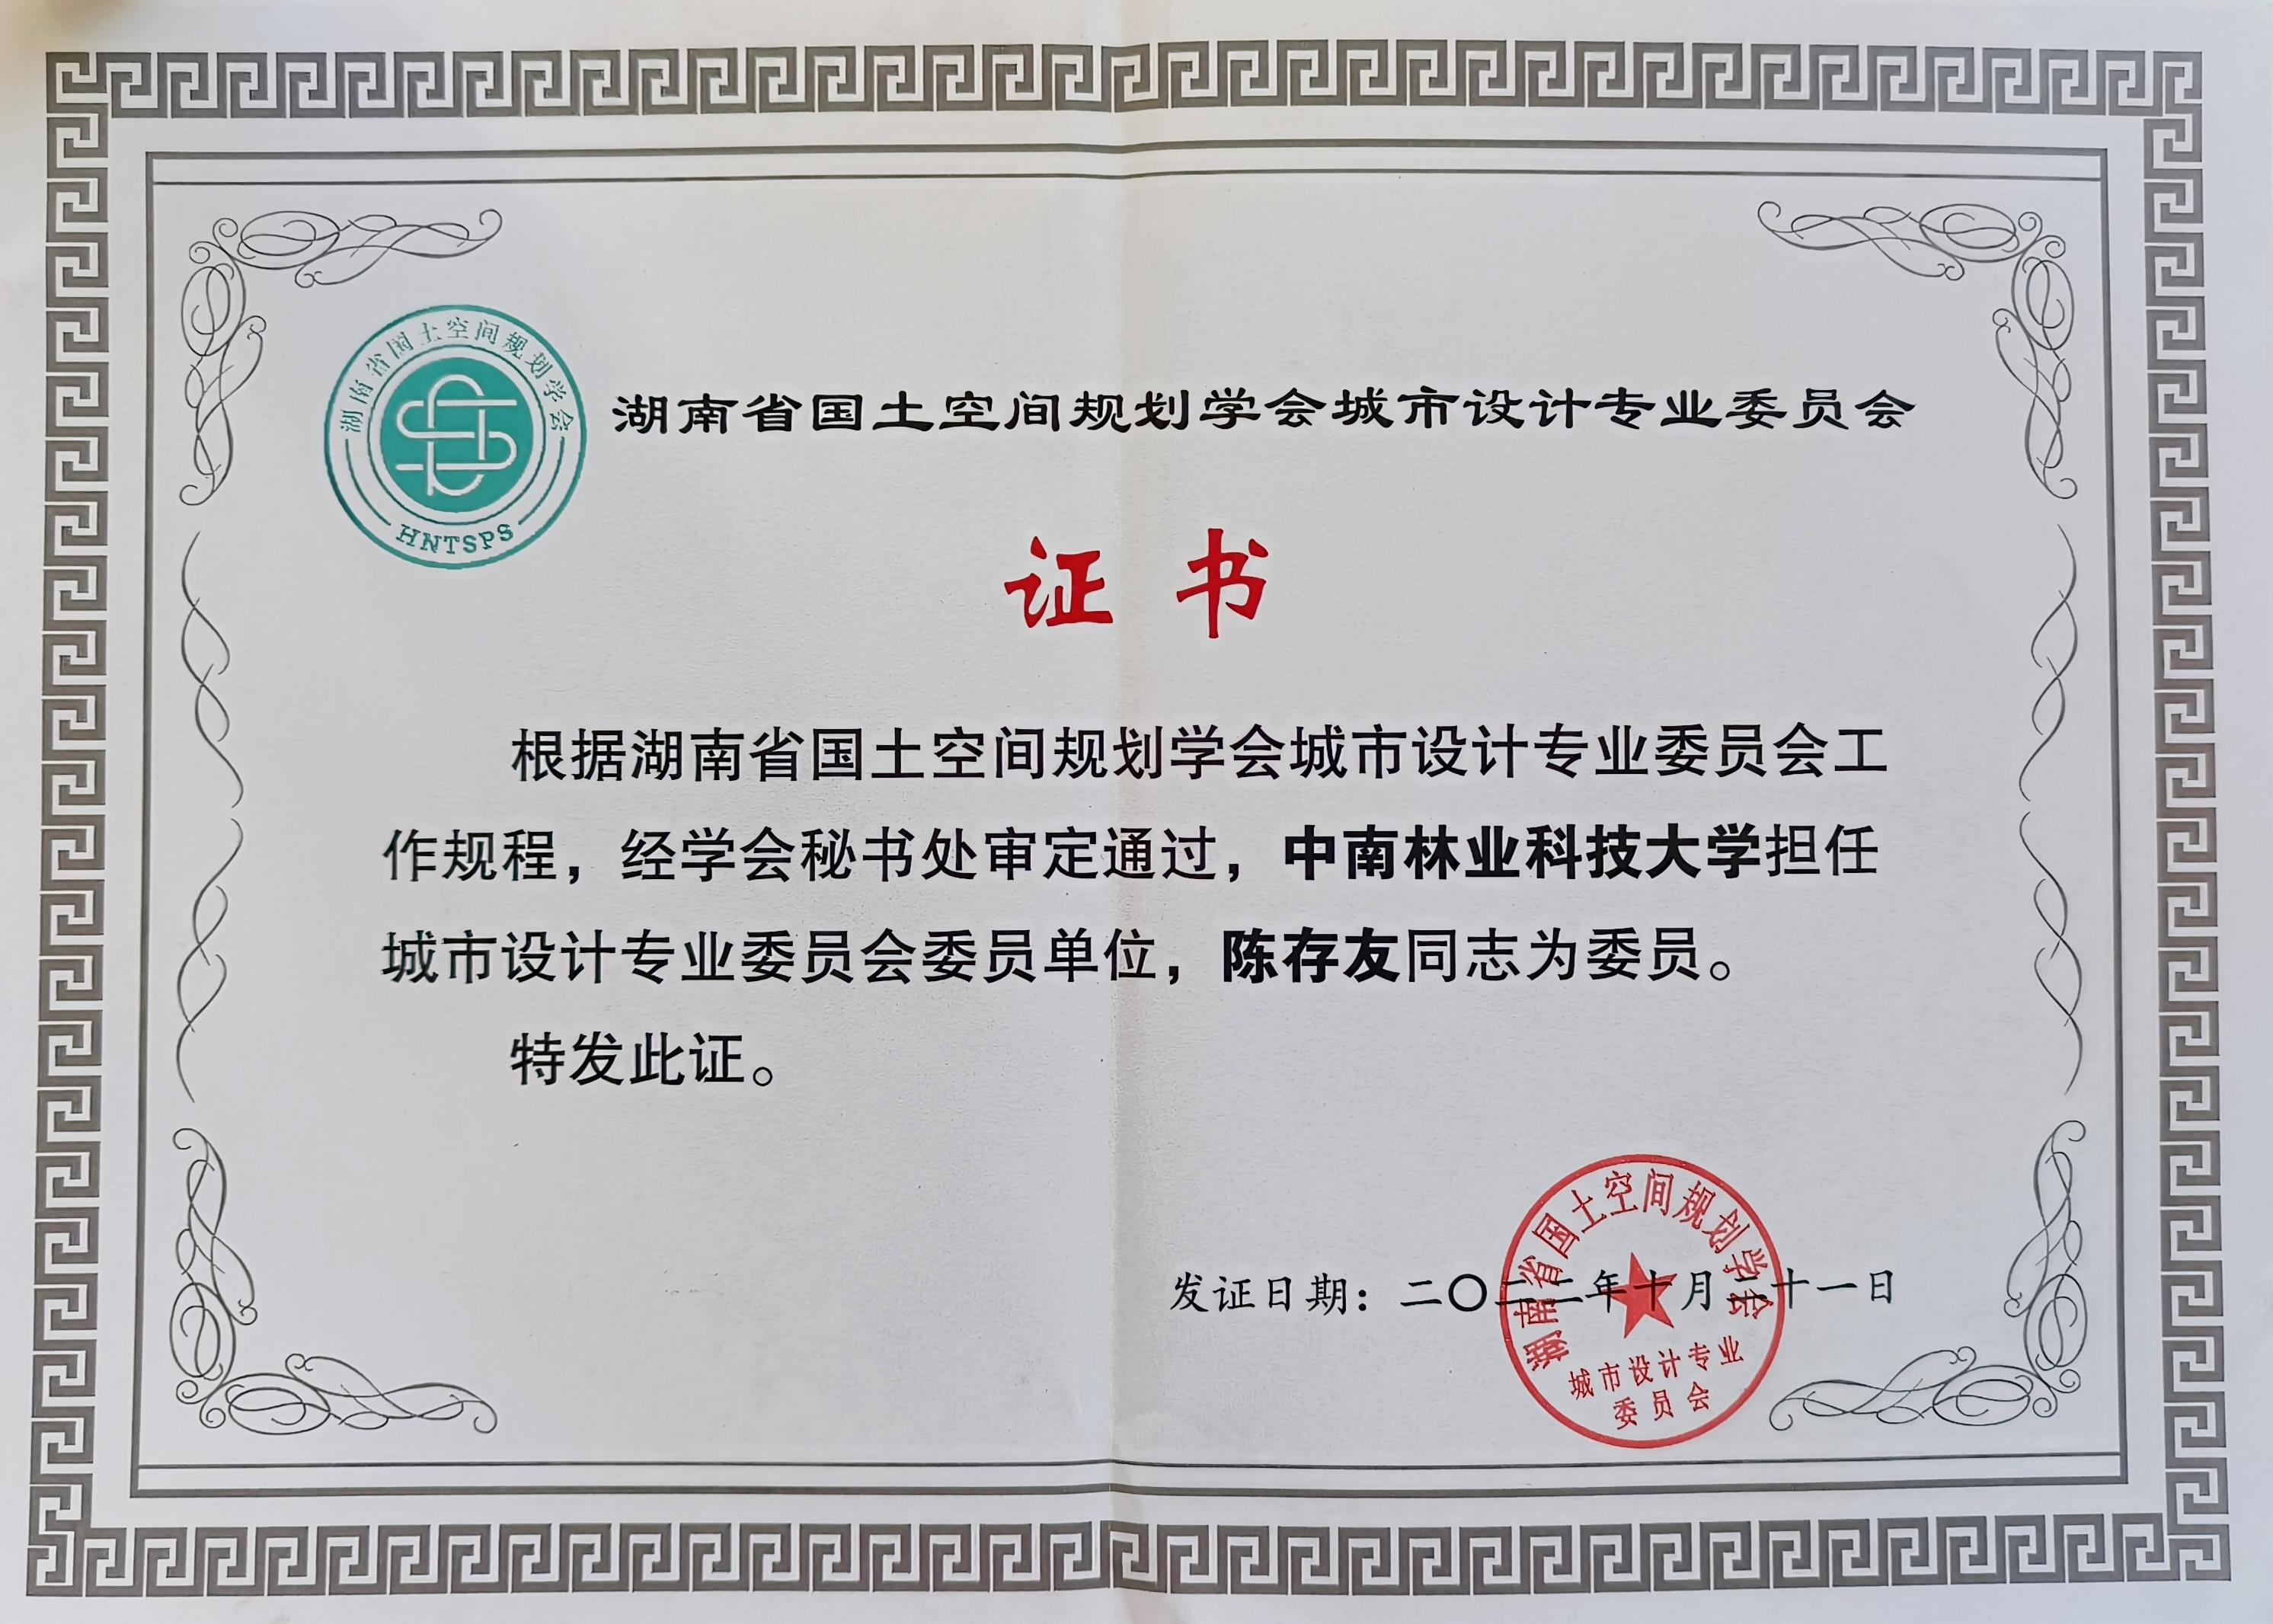 湖南省国土空间规划学会
HNTSPS
湖南省国土空间规划学会城市设计专业委员会
证书
根据湖南省国土空间规划学会城市设计专业委员会工
作规程，经学会秘书处审定通过，中南林业科技大学担任
城市设计专业委员会委员单位，陈存友同志为委员。
特发此证。
发证日期：二〇二二年十月二十一日
湖南省国土空间规划学会
城市设计专业
委员会